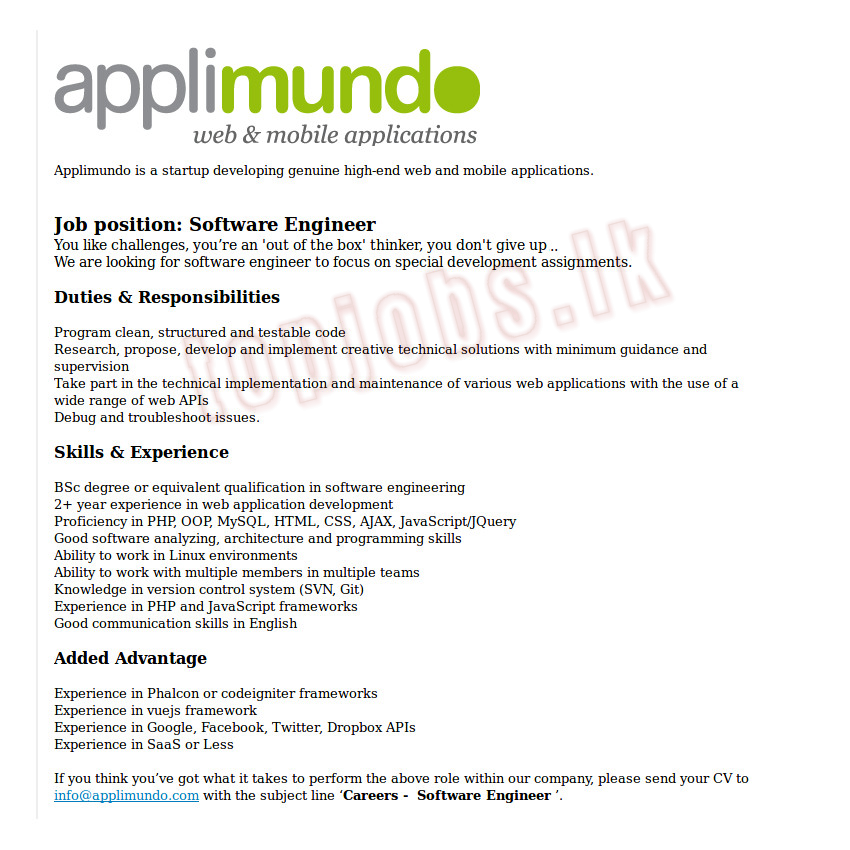 applimundo
web & mobile applications
Applimundo is a startup developing genuine high-end web and mobile applications.
Job position: Software Engineer
You like challenges, you’re an 'out of the box' thinker, you don't give up ..
We are looking for software engineer to focus on special development assignments.
topjobs.lk
Duties & Responsibilities
Program clean, structured and testable code
Research, propose, develop and implement creative technical solutions with minimum guidance and
supervision
Take part in the technical implementation and maintenance of various web applications with the use of a
wide range of web APIs
Debug and troubleshoot issues.
Skills & Experience
BSc degree or equivalent qualification in software engineering
2+ year experience in web application development
Proficiency in PHP, OOP, MySQL, HTML, CSS, AJAX, JavaScript/JQuery
Good software analyzing, architecture and programming skills
Ability to work in Linux environments
Ability to work with multiple members in multiple teams
Knowledge in version control system (SVN, Git)
Experience in PHP and JavaScript frameworks
Good communication skills in English
Added Advantage
Experience in Phalcon or codeigniter frameworks
Experience in vuejs framework
Experience in Google, Facebook, Twitter, Dropbox APIs
Experience in SaaS or Less
If you think you’ve got what it takes to perform the above role within our company, please send your CV to
info@applimundo.com with the subject line ‘Careers -  Software Engineer ’.